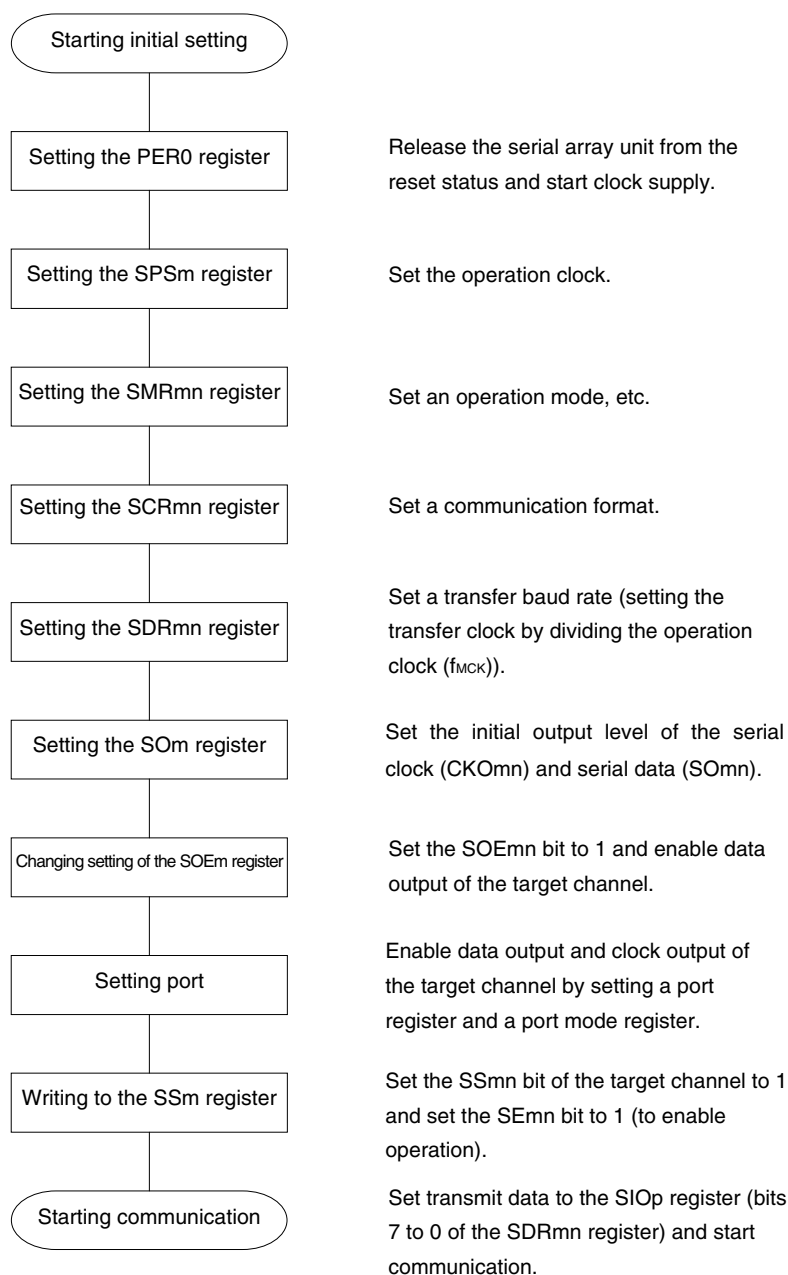 Starting initial setting
Setting the PER0 register
Release the serial array unit from the
reset status and start clock supply.
Setting the SPSm register
Set the operation clock.
Setting the SMRmn register
Set an operation mode, etc.
Setting the SCRmn register
Set a communication format.
Setting the SDRmn register
Set a transfer baud rate (setting the
transfer clock by dividing the operation
clock (fMCK)).
Setting the SOm register
Set the initial output level of the serial
clock (CKOmn) and serial data (SOmn).
Changing setting of the SOEm register
Set the SOEmn bit to 1 and enable data
output of the target channel.
Setting port
Enable data output and clock output of
the target channel by setting a port
register and a port mode register.
Writing to the SSm register
Set the SSmn bit of the target channel to 1
and set the SEmn bit to 1 (to enable
operation).
Starting communication
Set transmit data to the SIOp register (bits
7 to 0 of the SDRmn register) and start
communication.